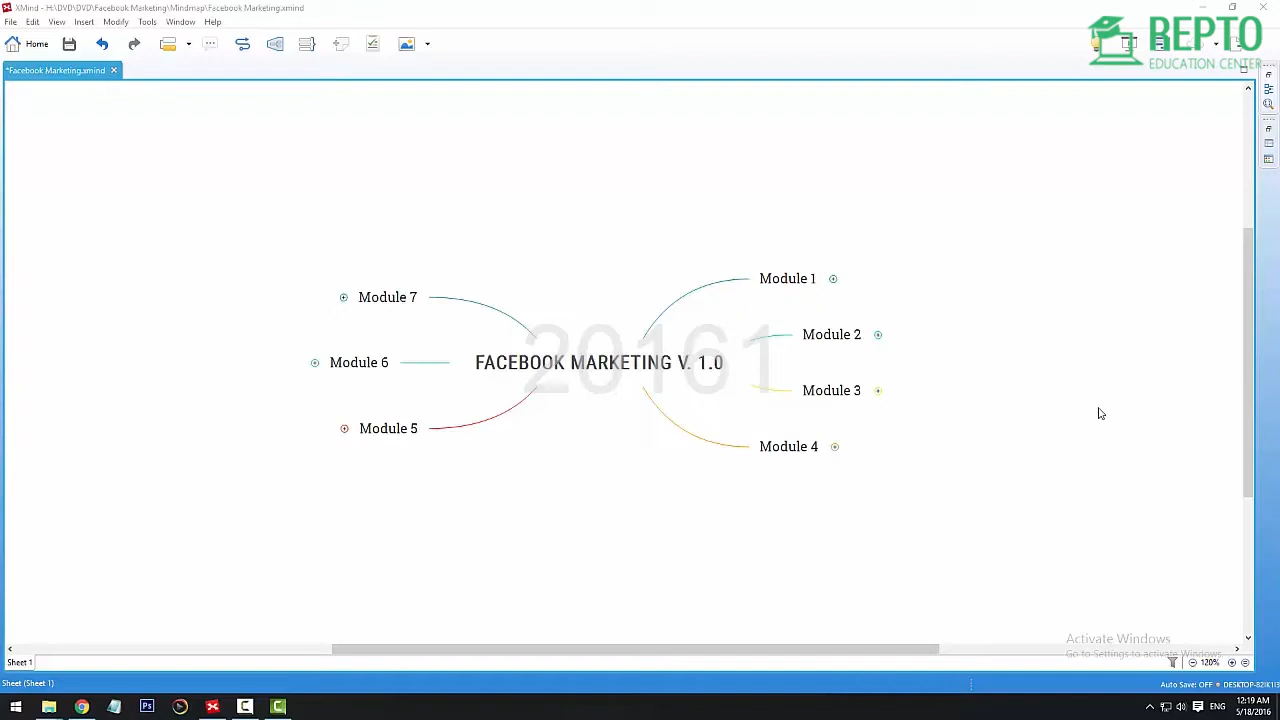 XMind - H:\DVD\DVD\Facebook Marketing\Mindmap\Facebook Marketing.xmind
File Edit View Insert Modify Tools Window Help
Home
REPTO
EDUCATION CENTER
*Facebook Marketing.xmind
Module 1
Module 7
Module 2
20161
Module 6
FACEBOOK MARKETING V. 1.0
Module 3
Module 5
Module 4
Activate Windows
Go to Settings to activate Windows.
Sheet 1
120%
Sheet (Sheet 1)
Auto Save: OFF
Ps
ENG
12:19 AM
5/18/2016